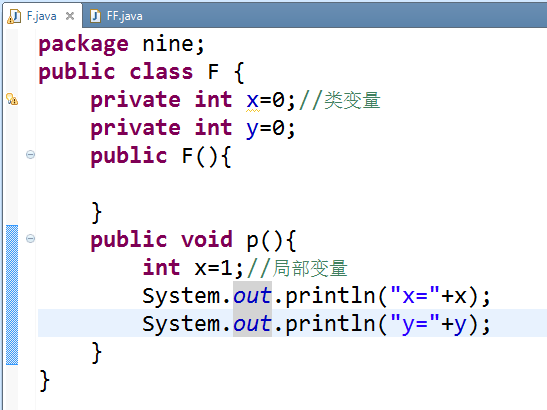 F.java FF.java
package nine;
public class F {
    private int x=0;//类变量
    private int y=0;
    public F(){

    }
    public void p(){
        int x=1;//局部变量
        System.out.println("x="+x);
        System.out.println("y="+y);
    }
}